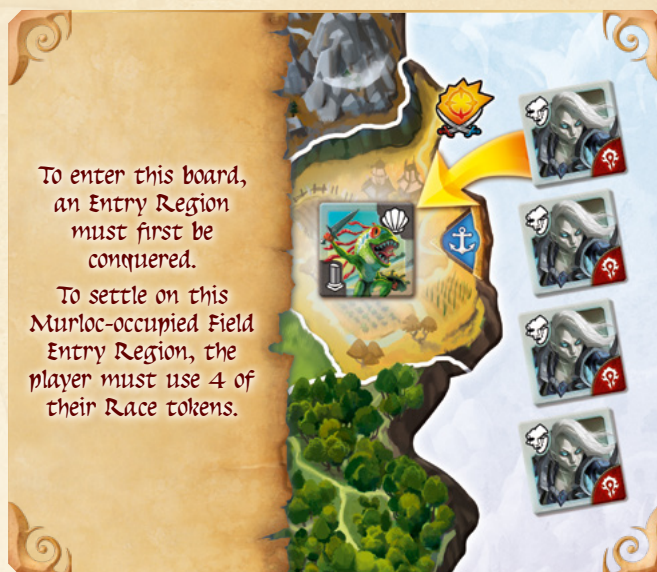 To enter this board,
an Entry Region
must first be
conquered.
To settle on this
Murloc-occupied Field
Entry Region, the
player must use 4 of
their Race tokens.